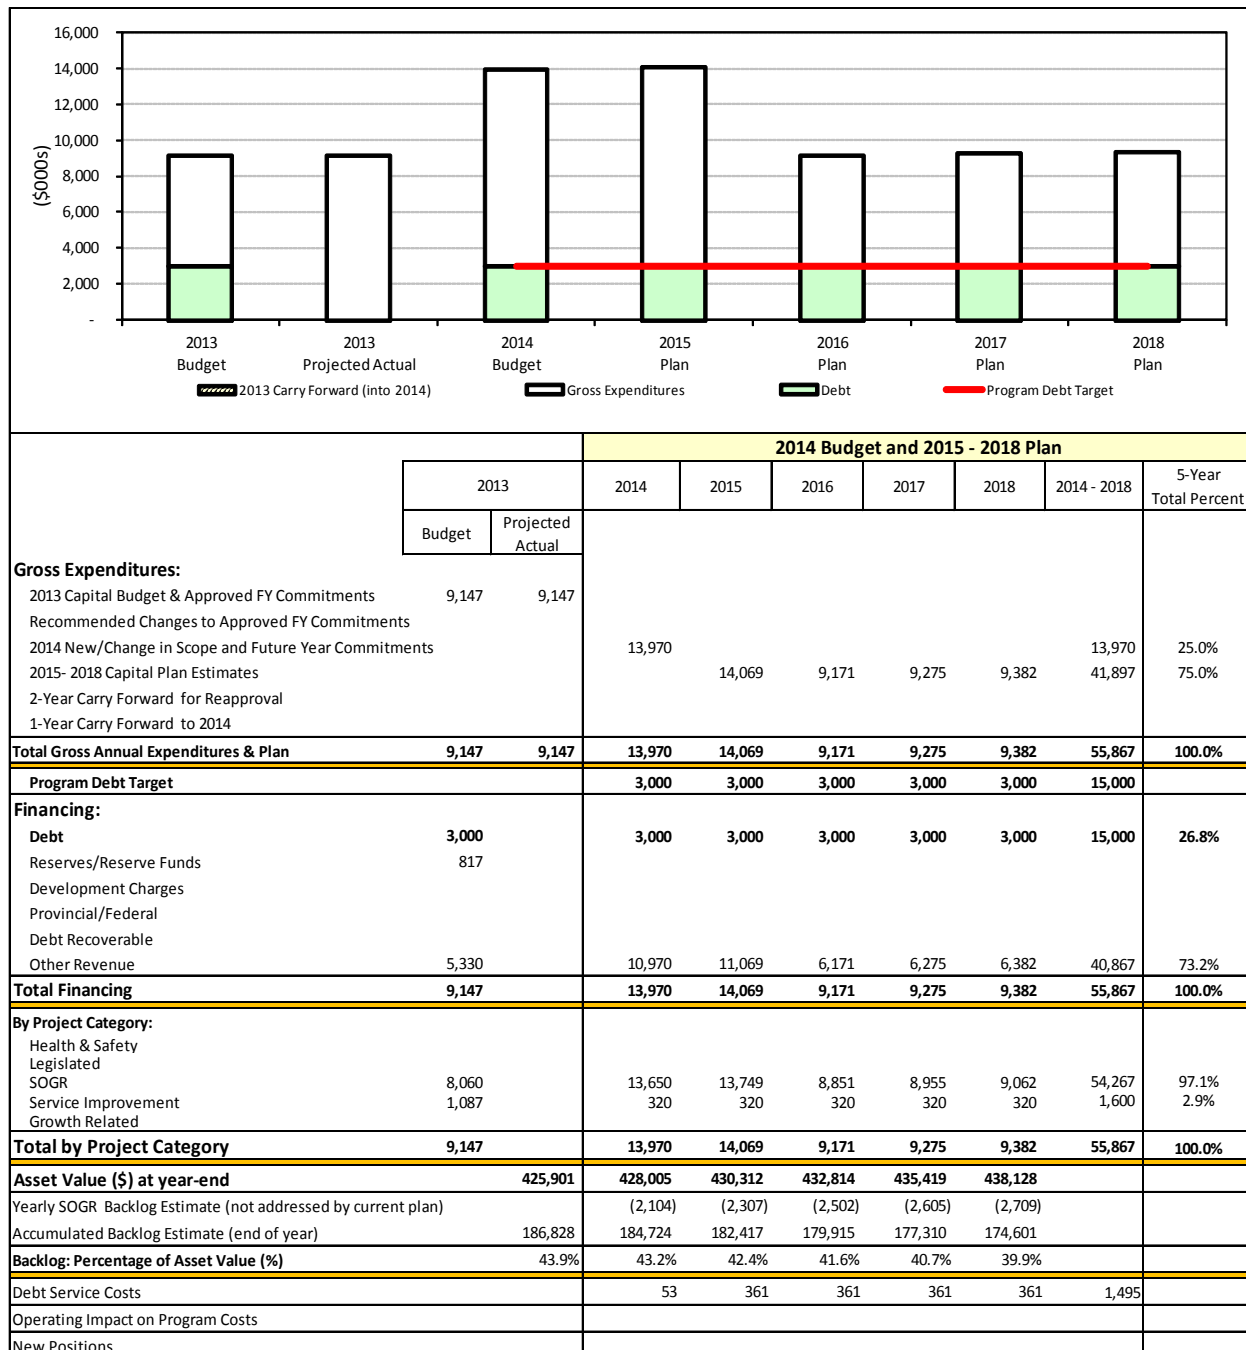 16,000
14,000
12,000
10,000
8,000
6,000
4,000
2,000
-
($000s)
2013 2013 2014 2015 2016 2017 2018
Budget Projected Actual Budget Plan Plan Plan Plan
2013 Carry Forward (into 2014) Gross Expenditures Debt Program Debt Target
2014 Budget and 2015 - 2018 Plan
2013 2014 2015 2016 2017 2018 2014 - 2018 5-Year Total Percent
Budget Projected Actual
Gross Expenditures:
2013 Capital Budget & Approved FY Commitments 9,147 9,147
Recommended Changes to Approved FY Commitments
2014 New/Change in Scope and Future Year Commitments 13,970 13,970 25.0%
2015- 2018 Capital Plan Estimates 14,069 9,171 9,275 9,382 41,897 75.0%
2-Year Carry Forward for Reapproval
1-Year Carry Forward to 2014
Total Gross Annual Expenditures & Plan 9,147 9,147 13,970 14,069 9,171 9,275 9,382 55,867 100.0%
Program Debt Target 3,000 3,000 3,000 3,000 3,000 15,000
Financing:
Debt 3,000 3,000 3,000 3,000 3,000 3,000 15,000 26.8%
Reserves/Reserve Funds 817
Development Charges
Provincial/Federal
Debt Recoverable
Other Revenue 5,330 10,970 11,069 6,171 6,275 6,382 40,867 73.2%
Total Financing 9,147 13,970 14,069 9,171 9,275 9,382 55,867 100.0%
By Project Category:
Health & Safety
Legislated
SOGR 8,060 13,650 13,749 8,851 8,955 9,062 54,267 97.1%
Service Improvement 1,087 320 320 320 320 320 1,600 2.9%
Growth Related
Total by Project Category 9,147 13,970 14,069 9,171 9,275 9,382 55,867 100.0%
Asset Value ($) at year-end 425,901 428,005 430,312 432,814 435,419 438,128
Yearly SOGR Backlog Estimate (not addressed by current plan) (2,104) (2,307) (2,502) (2,605) (2,709)
Accumulated Backlog Estimate (end of year) 186,828 184,724 182,417 179,915 177,310 174,601
Backlog: Percentage of Asset Value (%) 43.9% 43.2% 42.4% 41.6% 40.7% 39.9%
Debt Service Costs 53 361 361 361 361 1,495
Operating Impact on Program Costs
New Positions